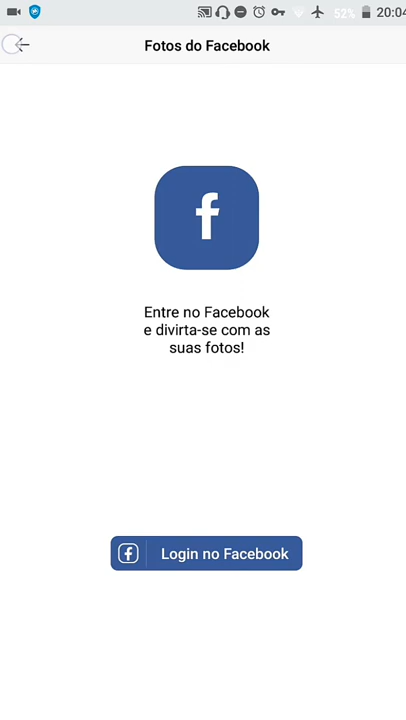 52% 20:04
Fotos do Facebook
Entre no Facebook
e divirta-se com as
suas fotos!
Login no Facebook